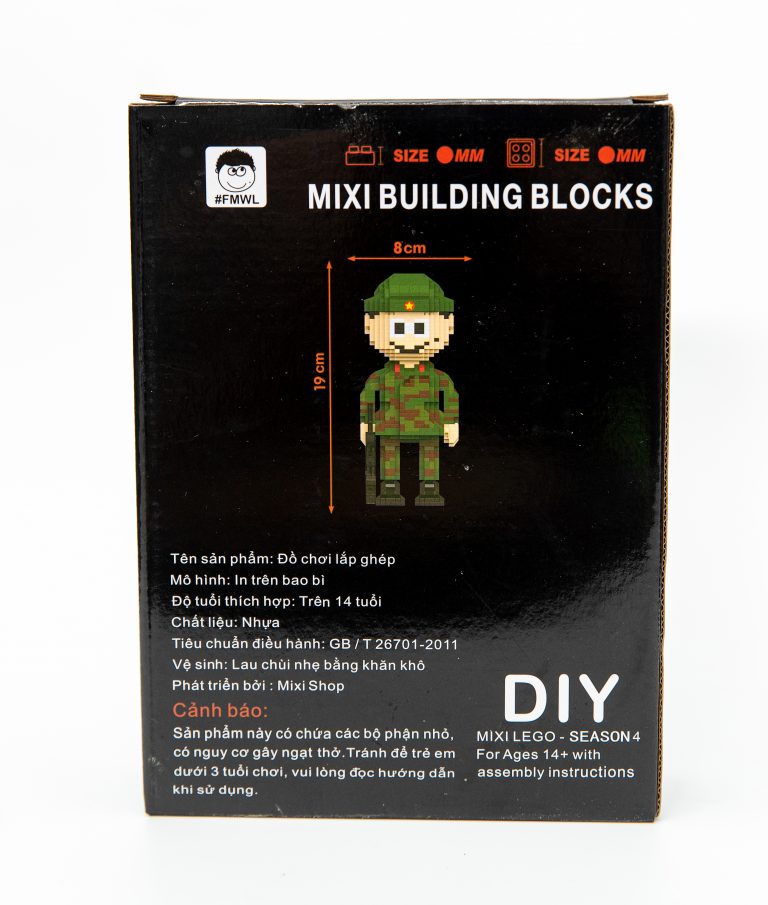 SIZE MM SIZE MM
#FMWL
MIXI BUILDING BLOCKS
8cm
19 cm
Tên sản phẩm: Đồ chơi lắp ghép
Mô hình: In trên bao bì
Độ tuổi thích hợp: Trên 14 tuổi
Chất liệu: Nhựa
Tiêu chuẩn điều hành: GB / T 26701-2011
Vệ sinh: Lau chùi nhẹ bằng khăn khô
Phát triển bởi : Mixi Shop
Cảnh báo:
Sản phẩm này có chứa các bộ phận nhỏ,
có nguy cơ gây ngạt thở.Tránh để trẻ em
dưới 3 tuổi chơi, vui lòng đọc hướng dẫn
khi sử dụng.
DIY
MIXI LEGO - SEASON 4
For Ages 14+ with
assembly instructions